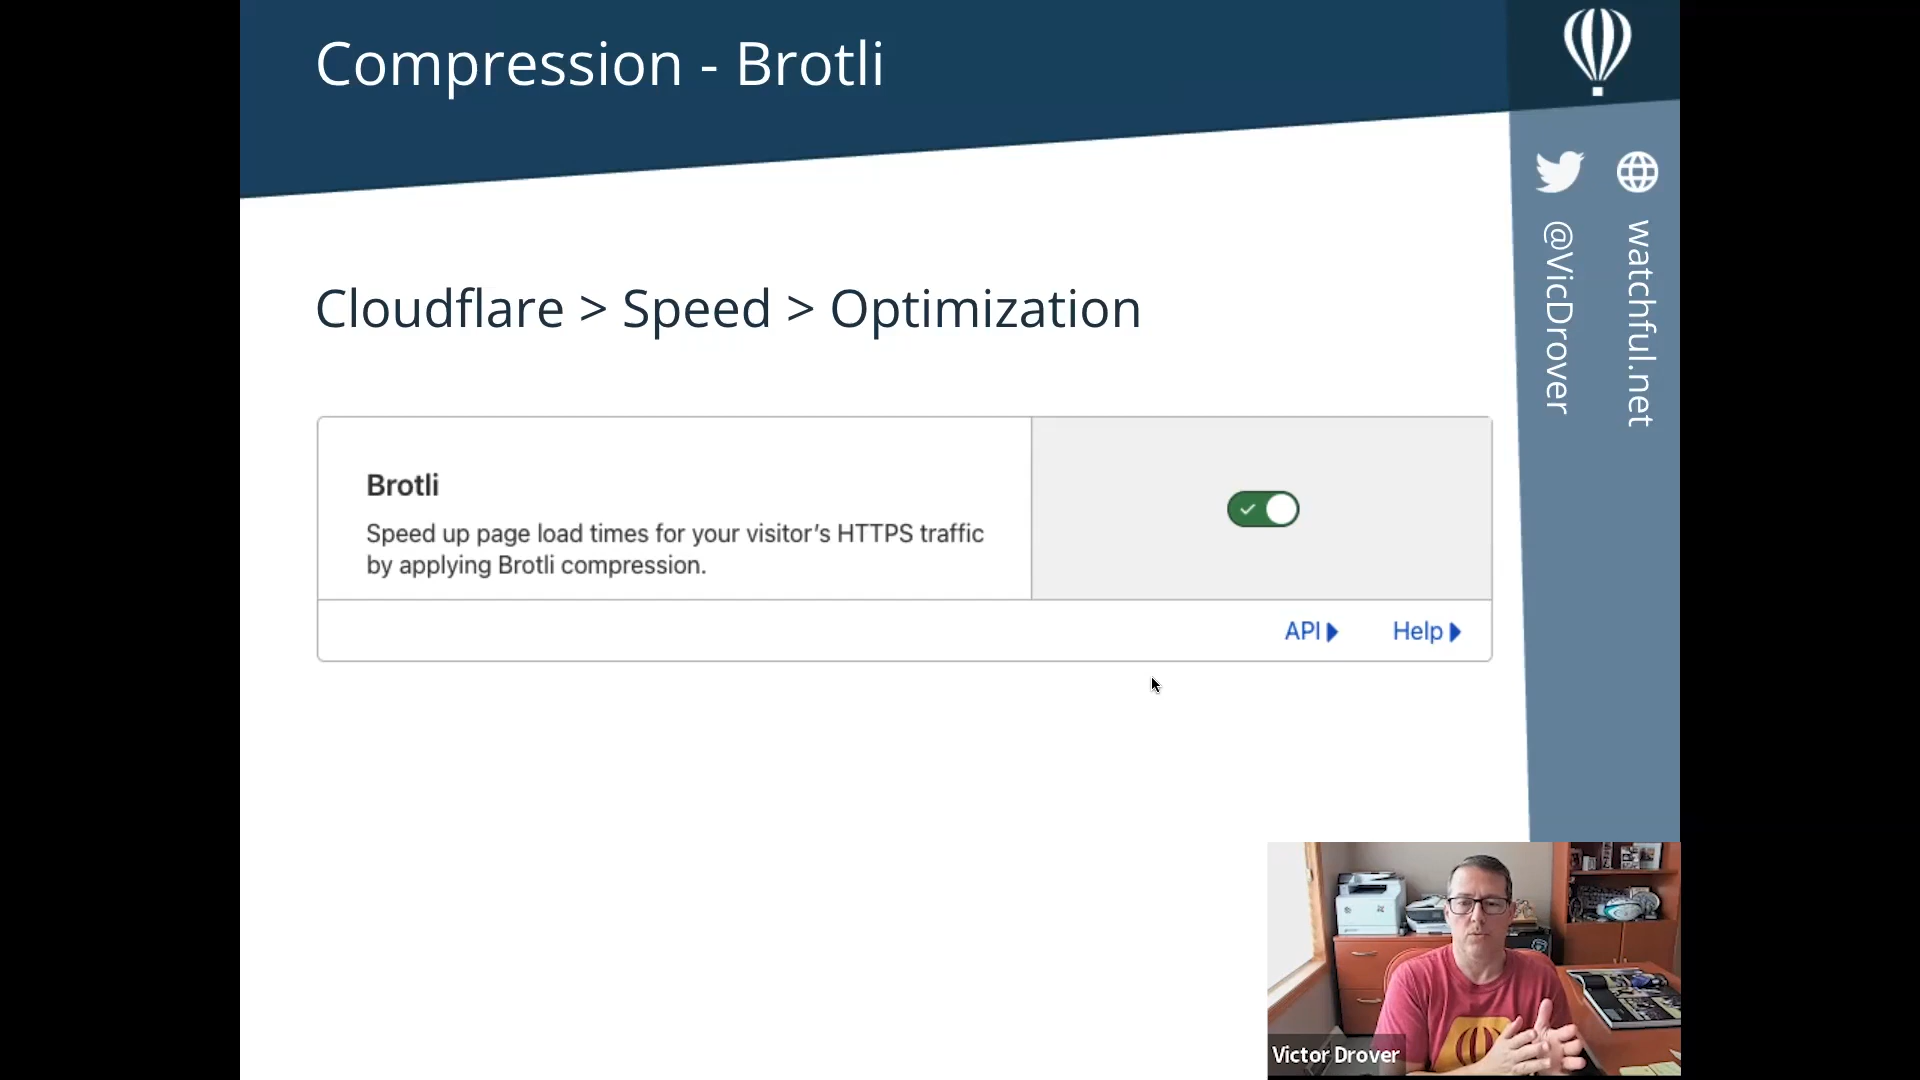 Compression - Brotli
@VicDrover
watchful.net
Cloudflare > Speed > Optimization
Brotli
Speed up page load times for your visitor's HTTPS traffic
by applying Brotli compression.
API
Help
Victor Drover